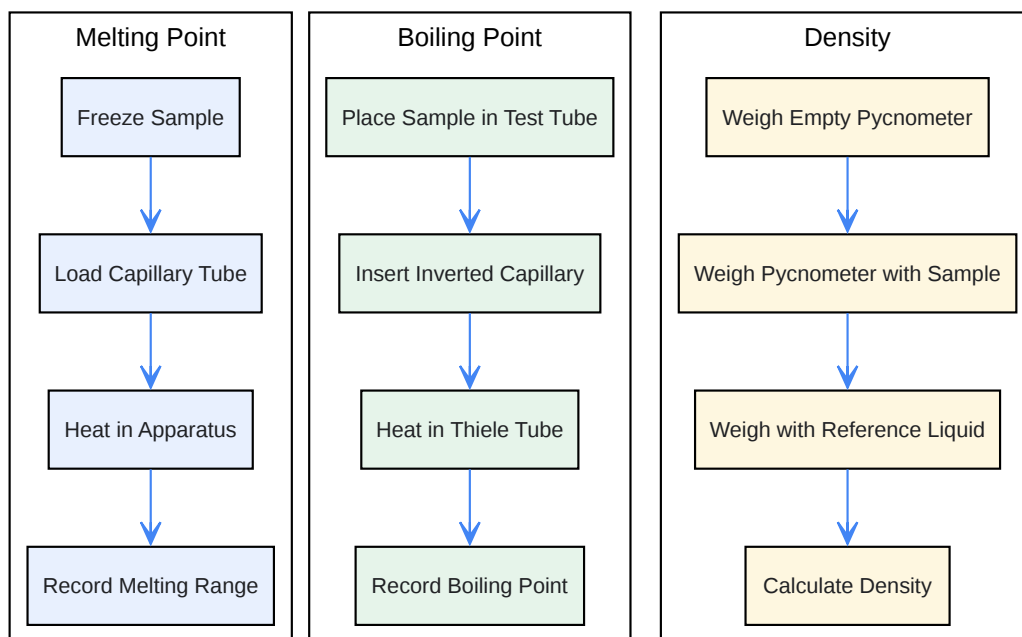 Melting Point
Freeze Sample
Load Capillary Tube
Heat in Apparatus
Record Melting Range
Boiling Point
Place Sample in Test Tube
Insert Inverted Capillary
Heat in Thiele Tube
Record Boiling Point
Density
Weigh Empty Pycnometer
Weigh Pycnometer with Sample
Weigh with Reference Liquid
Calculate Density